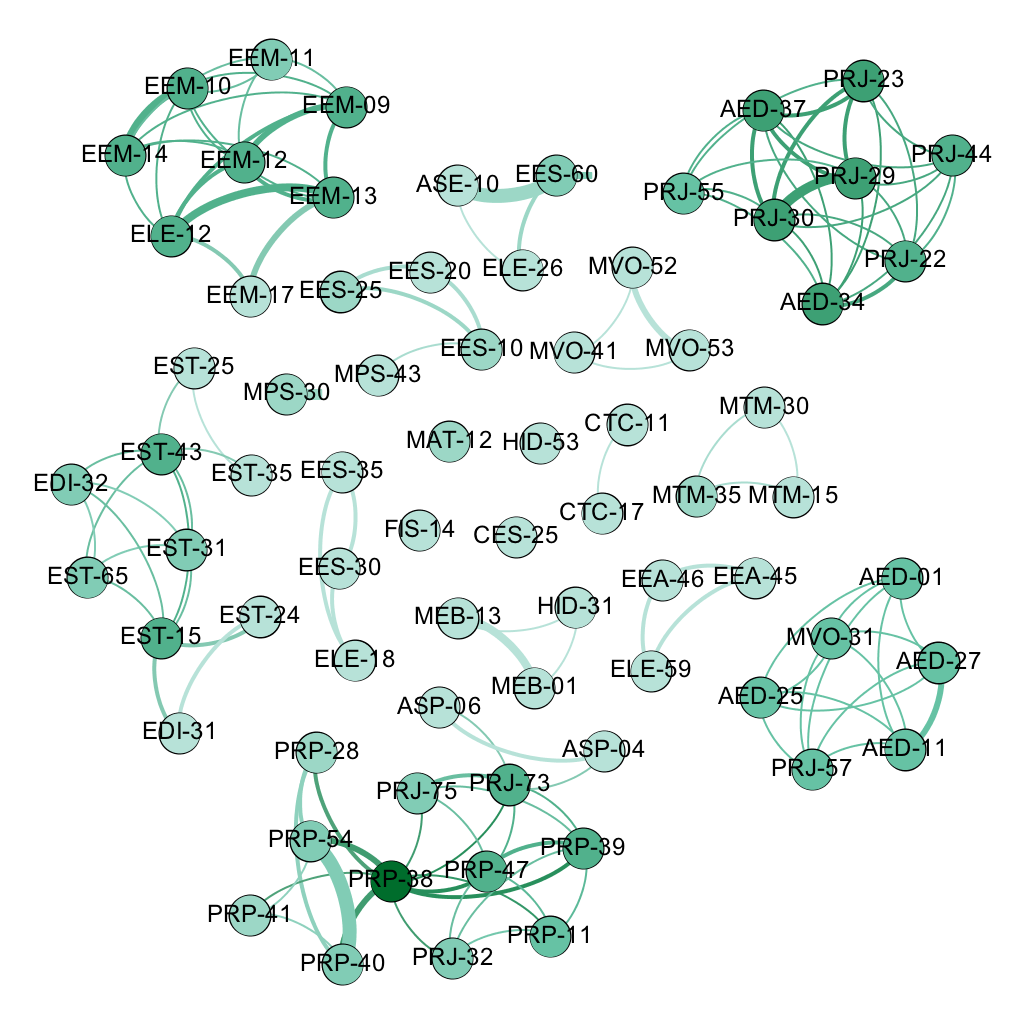 EEM-11
EEM-10
EEM-09
EEM-14
EEM-12
EEM-13
ELE-12
EEM-17
ASE-10
EES-60
ELE-26
PRJ-23
AED-37
PRJ-44
PRJ-29
PRJ-55
PRJ-30
PRJ-22
AED-34
EES-20
EES-25
EES-10
MPS-43
MPS-30
MVO-52
MVO-41
MVO-53
EST-25
EST-43
EST-35
EDI-32
EST-31
EST-65
EST-24
EST-15
EDI-31
MAT-12
HID-53
CTC-11
CTC-17
MTM-30
MTM-35
MTM-15
EES-35
EES-30
ELE-18
FIS-14
CES-25
EEA-46
EEA-45
ELE-59
HID-31
MEB-13
MEB-01
AED-01
MVO-31
AED-27
AED-25
AED-11
PRJ-57
ASP-06
ASP-04
PRP-28
PRJ-75
PRJ-73
PRP-54
PRP-39
PRP-47
PRP-38
PRP-41
PRP-11
PRJ-32
PRP-40